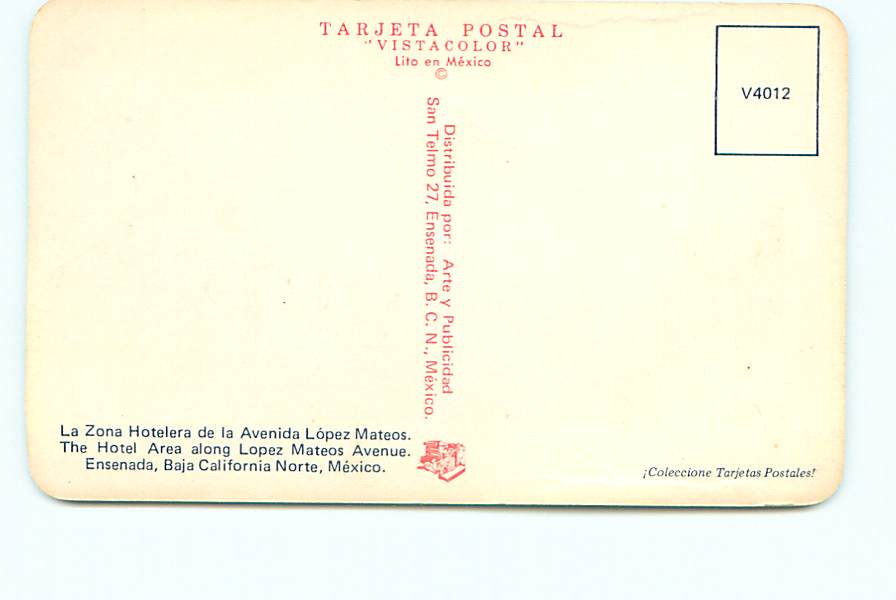 TARJETA POSTAL
"VISTACOLOR"
Lito en México
©
V4012
Distribuida por: Arte y Publicidad
San Telmo 27, Ensenada, B. C. N., México.
La Zona Hotelera de la Avenida López Mateos.
The Hotel Area along Lopez Mateos Avenue.
Ensenada, Baja California Norte, México.
¡Coleccione Tarjetas Postales!